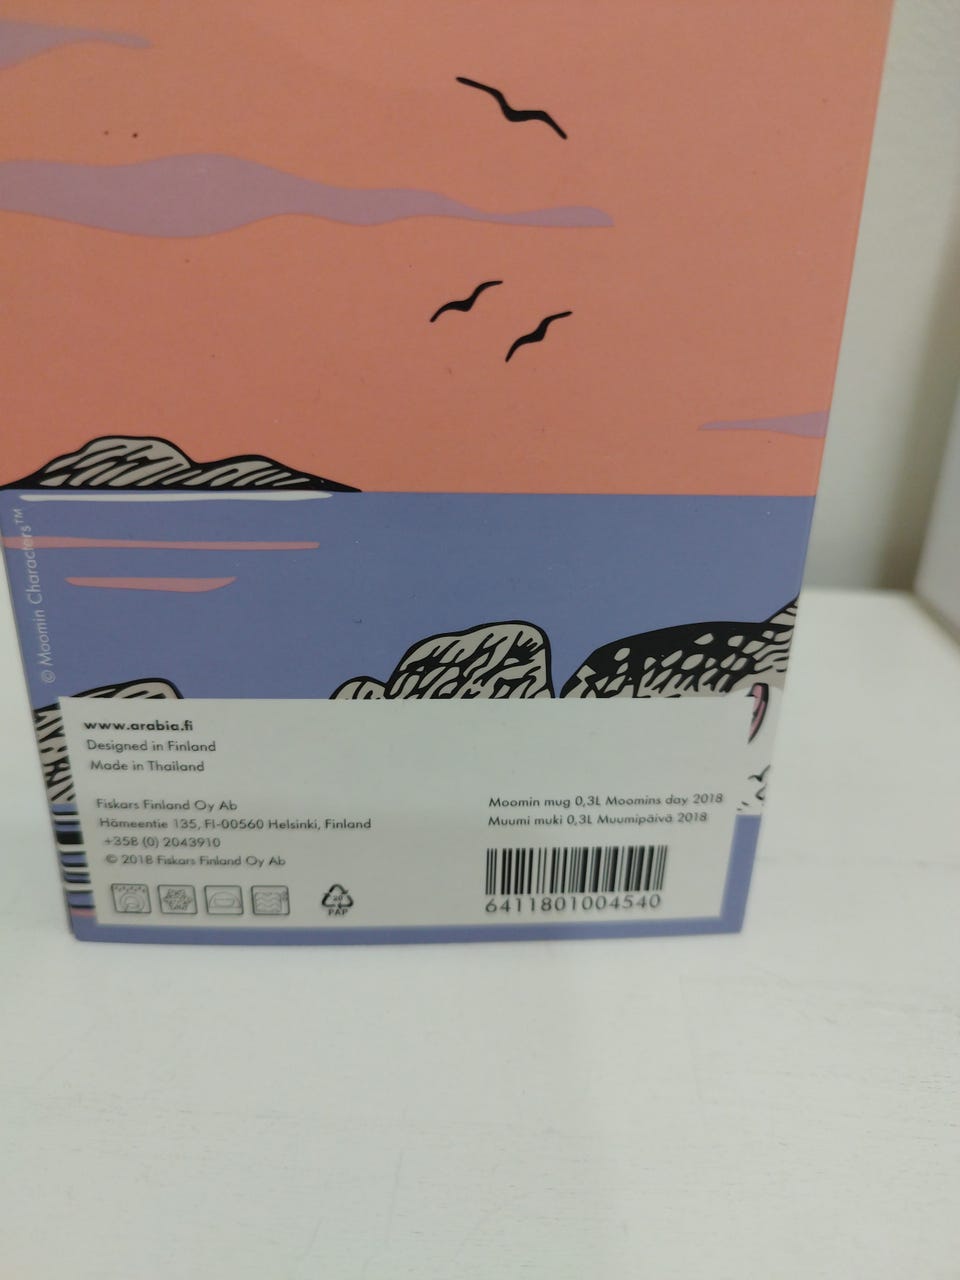 © Moomin Characters™
www.arabia.fi
Designed in Finland
Made in Thailand
Fiskars Finland Oy Ab
Hämeentie 135, FI-00560 Helsinki, Finland
+358 (0) 2043910
© 2018 Fiskars Finland Oy Ab
PAP
Moomin mug 0,3L Moomins day 2018
Muumi muki 0,3L Muumipäivä 2018
6411801004540